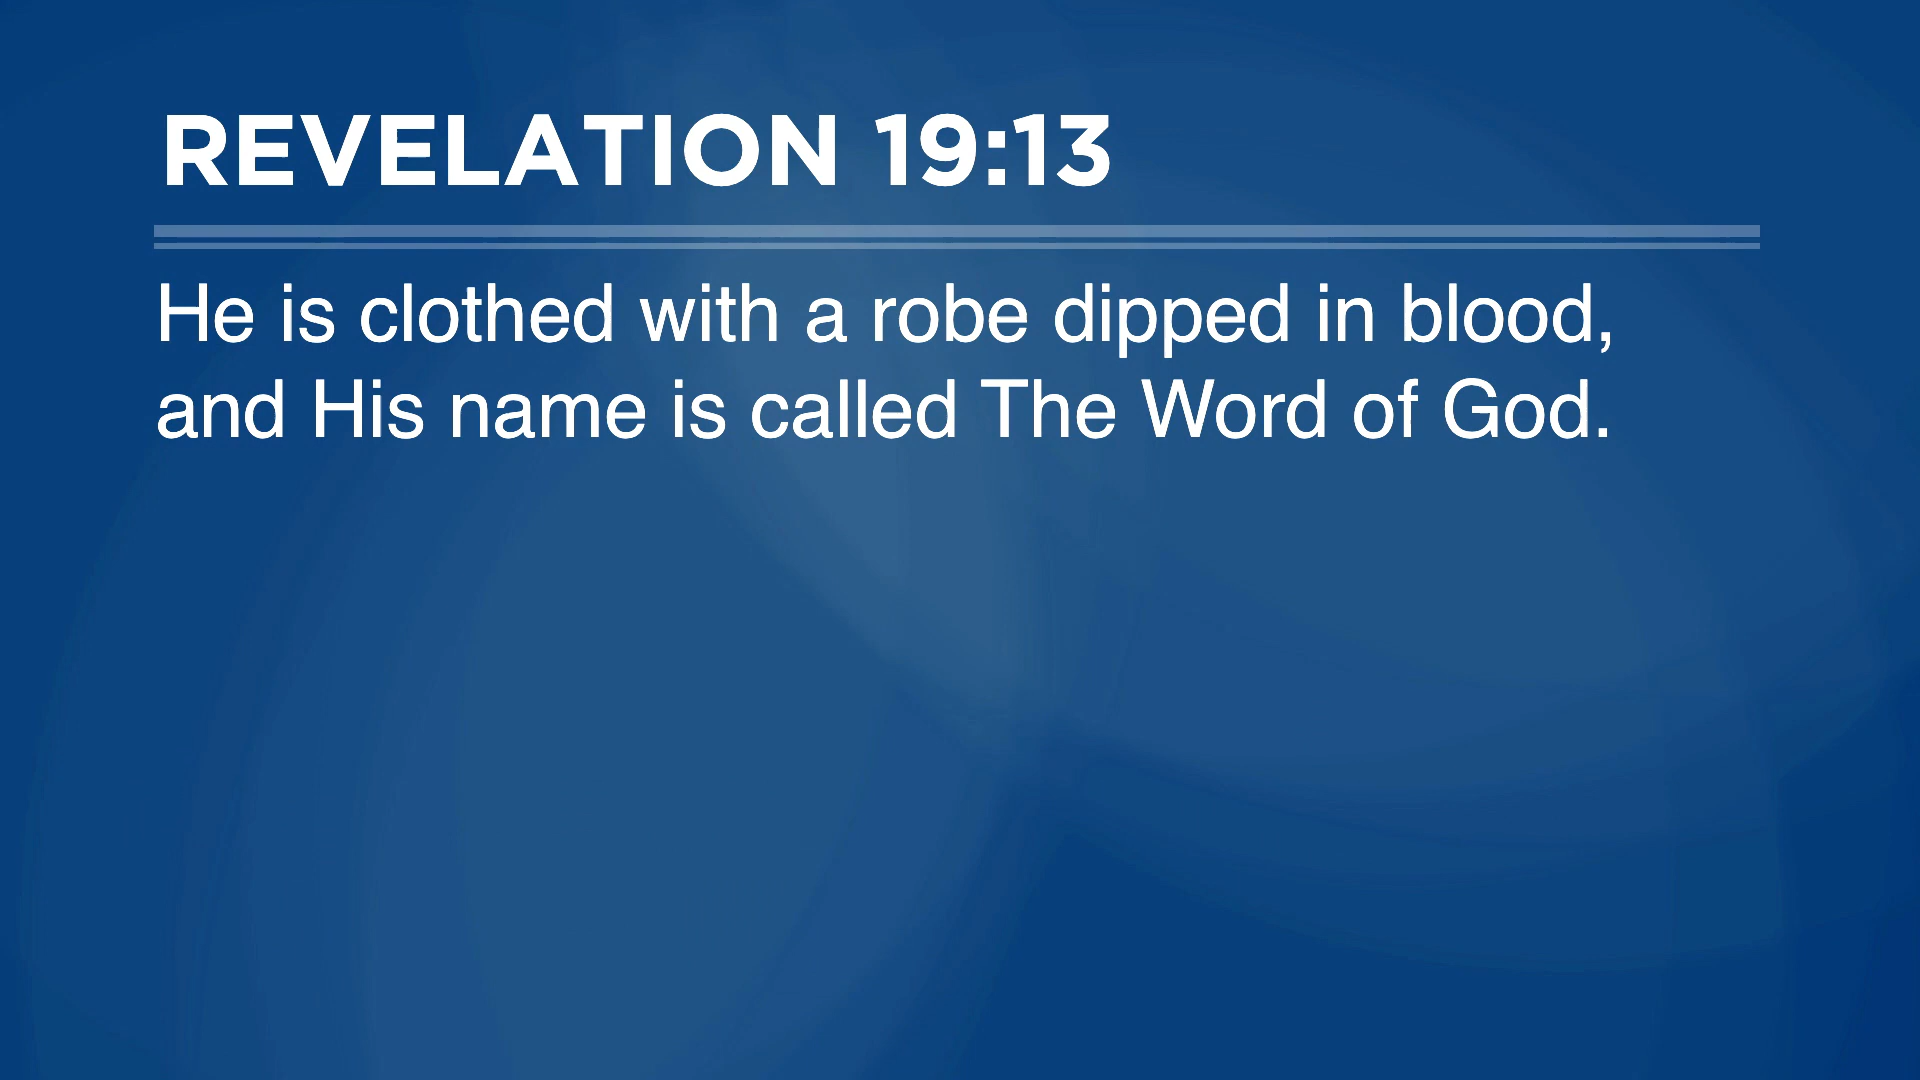 REVELATION 19:13
He is clothed with a robe dipped in blood,
and His name is called The Word of God.